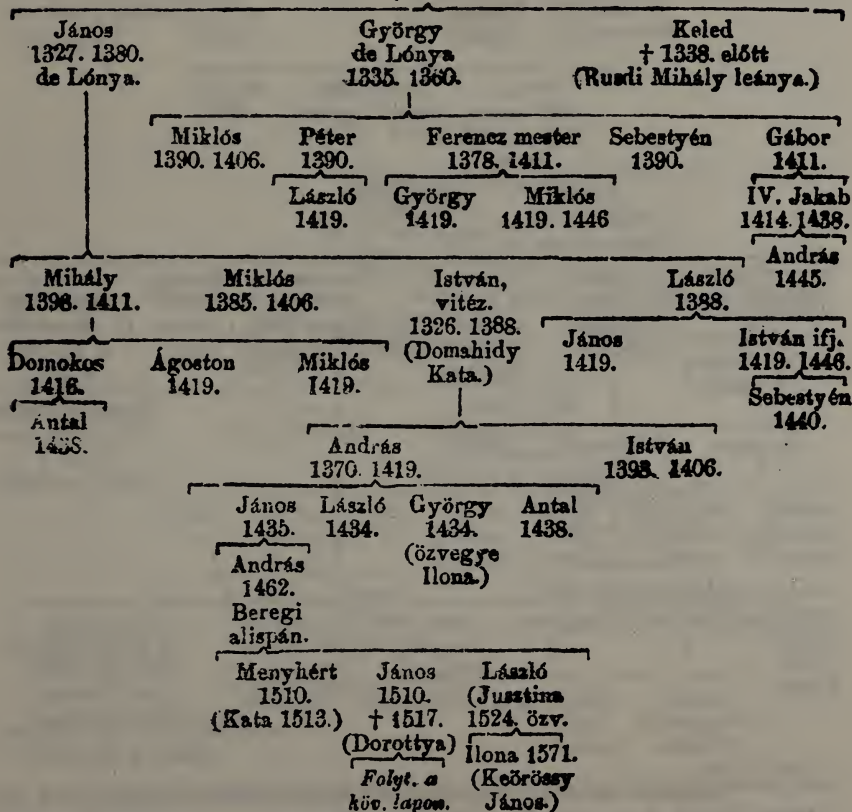 János György Keled
1327. 1380. de Lónya † 1338. előtt
de Lónya. 1335. 1360. (Rusdi Mihály leánya.)
Miklós Péter Ferencz mester Sebestyén Gábor
1390. 1406. 1390. 1378. 1411. 1390. 1411.
László György Miklós IV. Jakab
1419. 1419. 1419. 1446 1414. 1438.
András
1445.
Mihály Miklós István, László
1398. 1411. 1385. 1406. vitéz. 1388.
1326. 1388.
(Domahidy János István ifj.
Kata.) 1419. 1419. 1446.
Domokos Ágoston Miklós
1416. 1419. 1419.
Sebestyén
1440.
Antal
András István
1370. 1419. 1398. 1406.
János László György Antal
1435. 1434. 1434. 1438.
(özvegye
András Ilona.)
1462.
Beregi
alispán.
Menyhért János László
1510. 1510. (Jusztina
(Kata 1513.) † 1517. 1524. özv.
(Dorottya) Ilona 1571.
Folyt. a (Keőrössy
köv. lapon. János.)